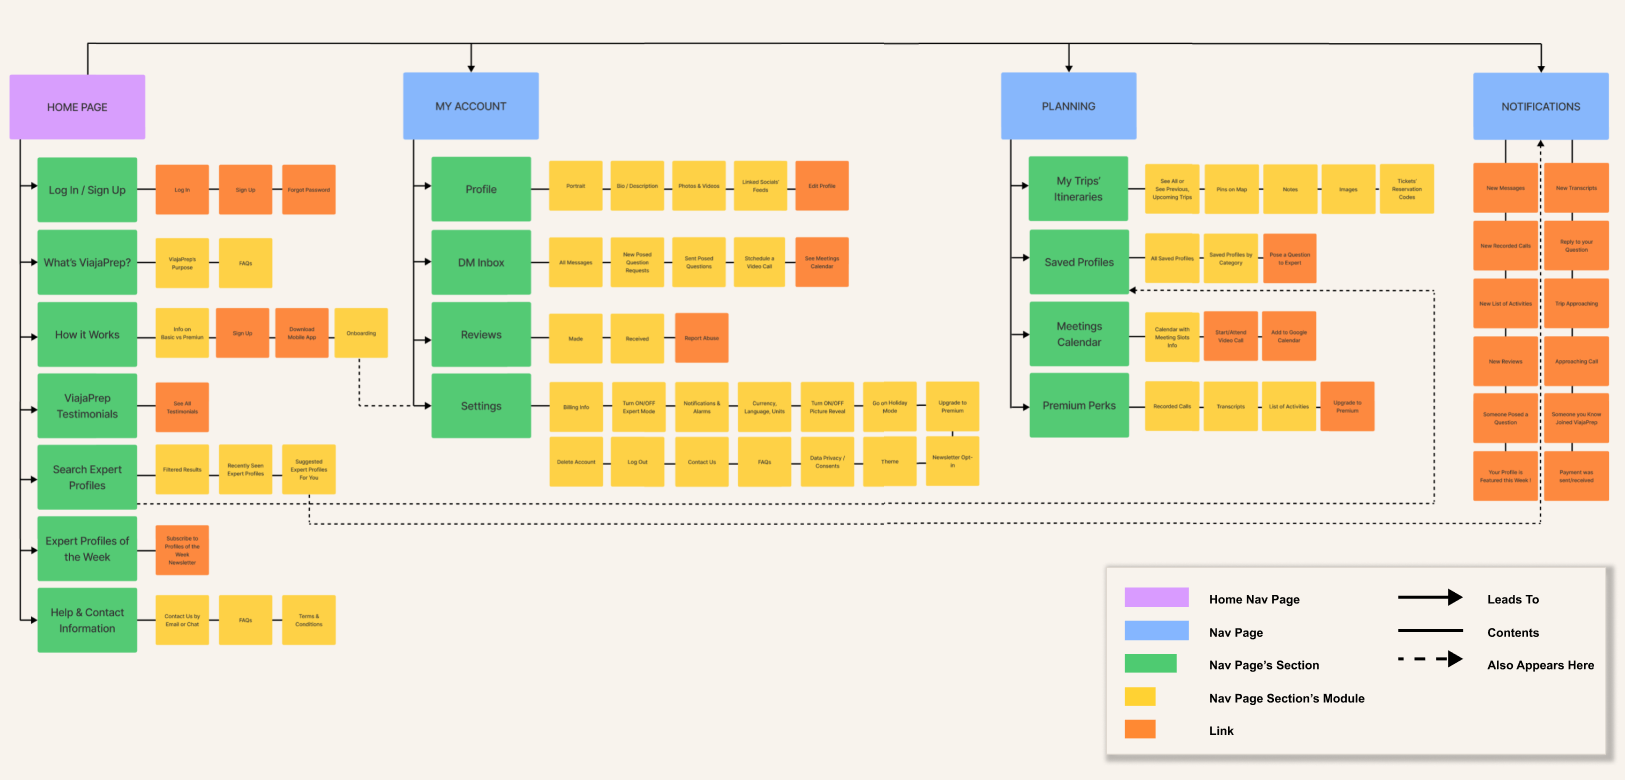 HOME PAGE
MY ACCOUNT
PLANNING
NOTIFICATIONS
Log In / Sign Up
Log In
Sign Up
Forgot Password
What's ViajaPrep?
ViajaPrep's
Purpose
FAQs
How it Works
Info on
Basic vs Premiun
Sign Up
Download
Mobile App
Onboarding
ViajaPrep
Testimonials
See All
Testimonials
Search Expert
Profiles
Filtered Results
Recently Seen
Expert Profiles
Suggested
Expert Profiles
For You
Expert Profiles of
the Week
Subscribe to
Profiles of the
Week
Newsletter
Help & Contact
Information
Contact Us by
Email or Chat
FAQs
Terms &
Conditions
Profile
Portrait
Bio / Description
Photos & Videos
Linked Socials'
Feeds
Edit Profile
DM Inbox
All Messages
New Posed
Question
Requests
Sent Posed
Questions
Stchedule a
Video Call
See Meetings
Calendar
Reviews
Made
Received
Report Abuse
Settings
Billing Info
Turn ON/OFF
Expert Mode
Notifications &
Alarms
Currency,
Language, Units
Turn ON/OFF
Picture Reveal
Go on Holiday
Mode
Upgrade to
Premium
Delete Account
Log Out
Contact Us
FAQs
Data Privacy /
Consents
Theme
Newsletter Opt-
in
My Trips'
Itineraries
See All or
See Previous,
Upcoming Trips
Pins on Map
Notes
Images
Tickets'
Reservation
Codes
Saved Profiles
All Saved Profiles
Saved Profiles by
Category
Pose a Question
to Expert
Meetings
Calendar
Calendar with
Meeting Slots
Info
Start/Attend
Video Call
Add to Google
Calendar
Premium Perks
Recorded Calls
Transcripts
List of Activities
Upgrade to
Premium
New Messages
New Transcripts
New Recorded Calls
Reply to your
Question
New List of Activities
Trip Approaching
New Reviews
Approaching Call
Someone Posed a
Question
Someone you Know
Joined ViajaPrep
Your Profile is
Featured this Week !
Payment was
sent/received
Home Nav Page
Nav Page
Nav Page's Section
Nav Page Section's Module
Link
Leads To
Contents
Also Appears Here